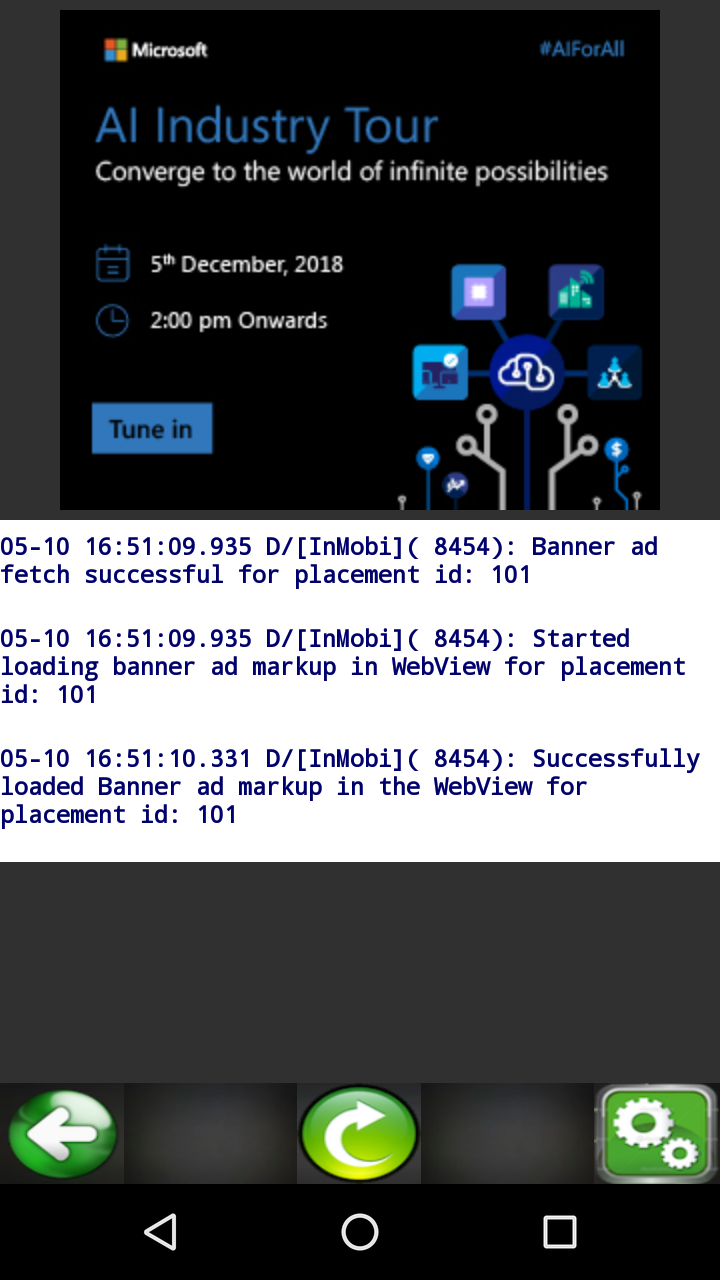 Microsoft
#AIForAll
AI Industry Tour
Converge to the world of infinite possibilities
5th December, 2018
2:00 pm Onwards
Tune in
$
05-10 16:51:09.935 D/[InMobi]( 8454): Banner ad
fetch successful for placement id: 101
05-10 16:51:09.935 D/[InMobi]( 8454): Started
loading banner ad markup in WebView for placement
id: 101
05-10 16:51:10.331 D/[InMobi]( 8454): Successfully
loaded Banner ad markup in the WebView for
placement id: 101